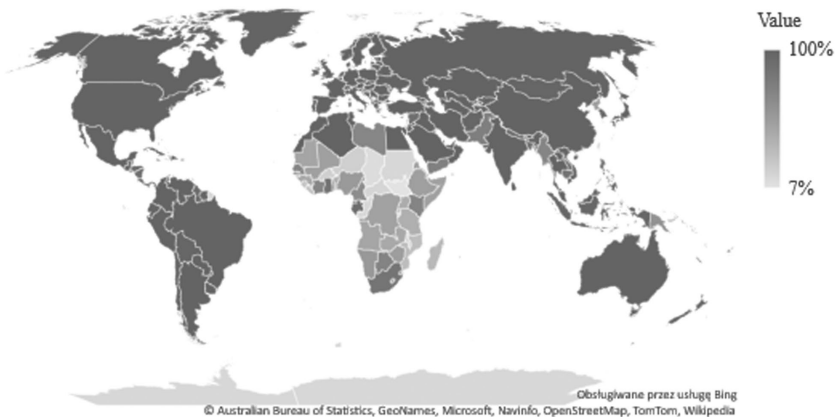 Value
100%
7%
Obsługiwane przez usługę Bing
© Australian Bureau of Statistics, GeoNames, Microsoft, Navinfo, OpenStreetMap, TomTom, Wikipedia